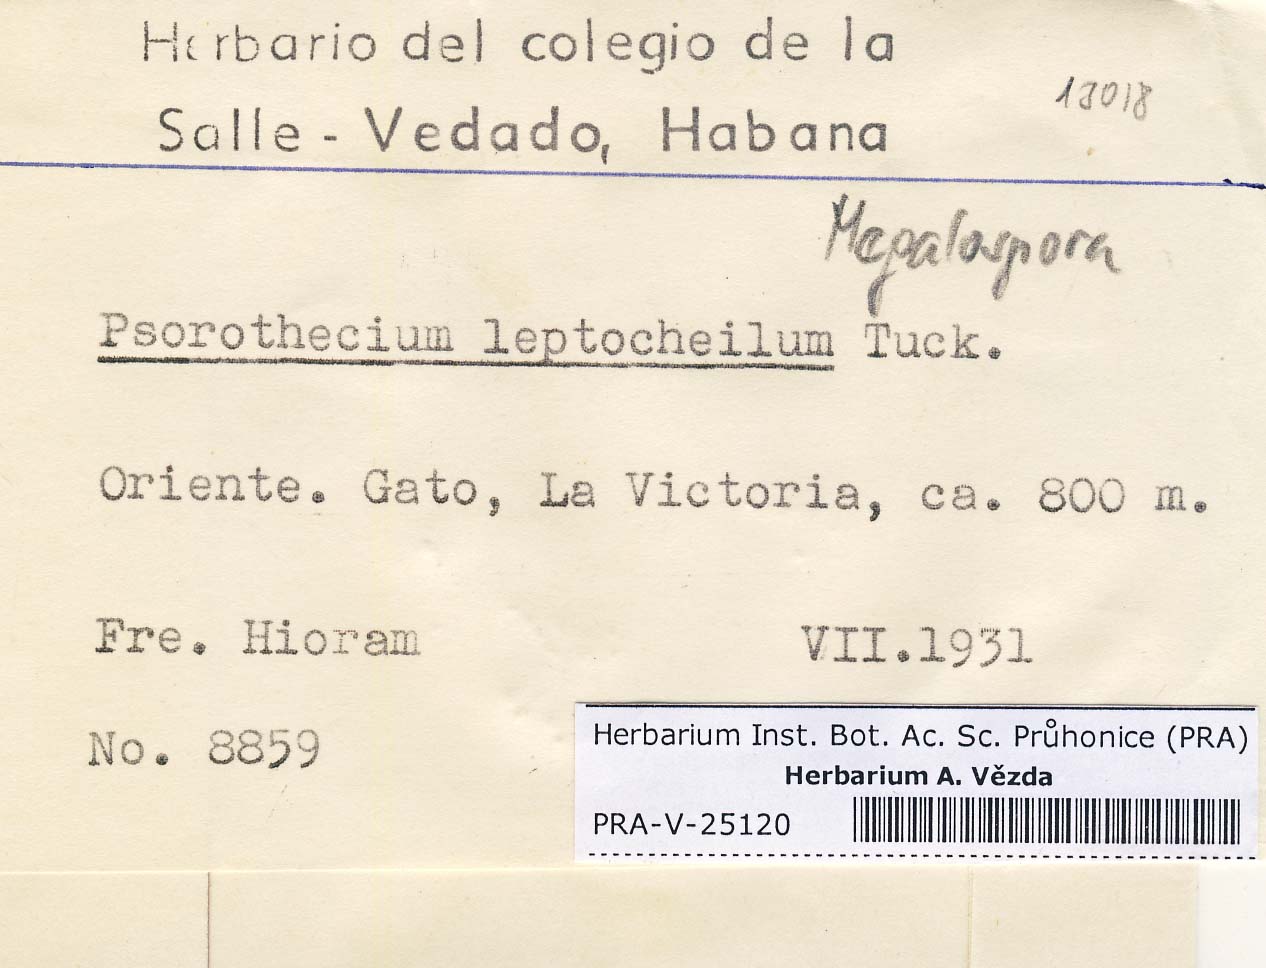 Herbario del colegio de la
Salle - Vedado, Habana
13018
Megalospora
Psorothecium leptocheilum Tuck.
Oriente. Gato, La Victoria, ca. 800 m.
Fre. Hioram VII.1931
No. 8859
Herbarium Inst. Bot. Ac. Sc. Průhonice (PRA)
Herbarium A. Vězda
PRA-V-25120